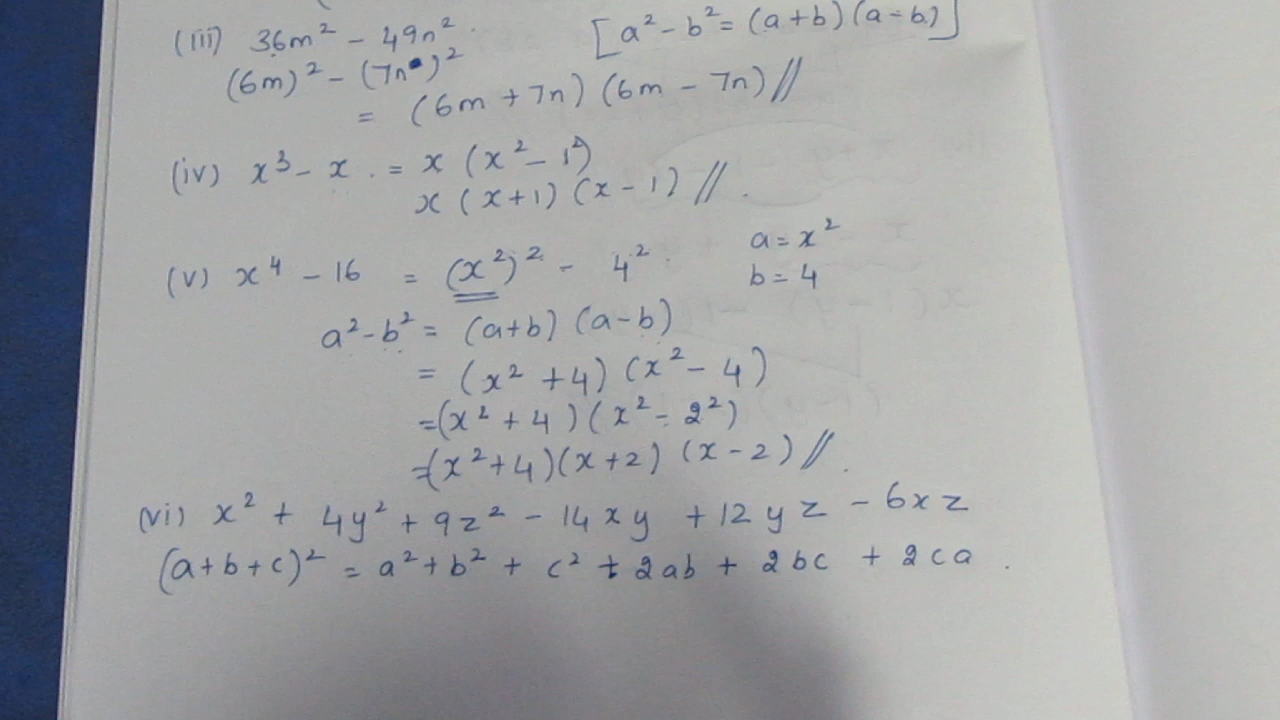 (iii) 36m² - 49n² [a² - b² = (a+b) (a-b)]
(6m)² - (7n)²
= (6m + 7n) (6m - 7n)//
(iv) x³ - x = x (x² - 1²)
x (x+1) (x - 1) //
(v) x⁴ - 16 = (x²)² - 4² a = x²
b = 4
a² - b² = (a+b) (a-b)
= (x² + 4) (x² - 4)
= (x² + 4) (x² - 2²)
= (x² + 4) (x + 2) (x - 2) //
(vi) x² + 4y² + 9z² - 14xy + 12yz - 6xz
(a+b+c)² = a² + b² + c² + 2ab + 2bc + 2ca